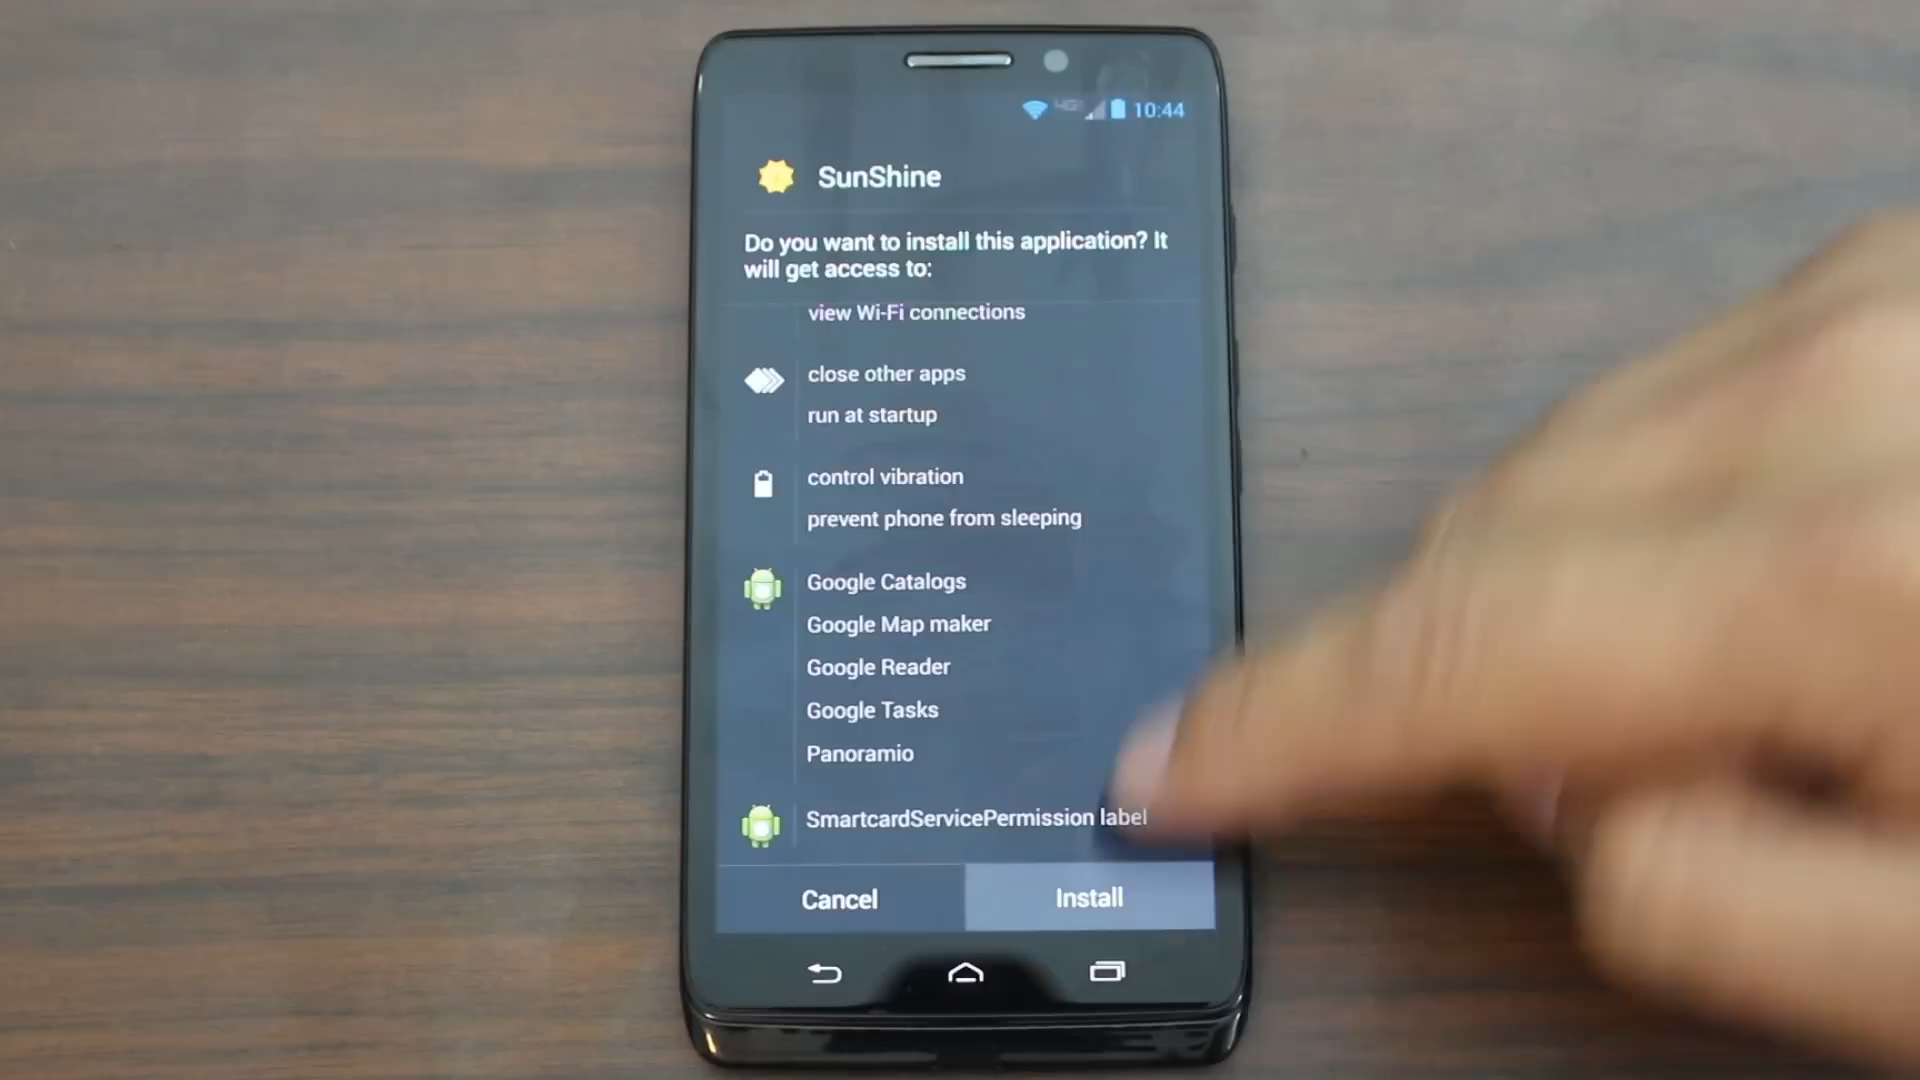 10:44
SunShine
Do you want to install this application? It
will get access to:
view Wi-Fi connections
close other apps
run at startup
control vibration
prevent phone from sleeping
Google Catalogs
Google Map maker
Google Reader
Google Tasks
Panoramio
SmartcardServicePermission label
Cancel
Install